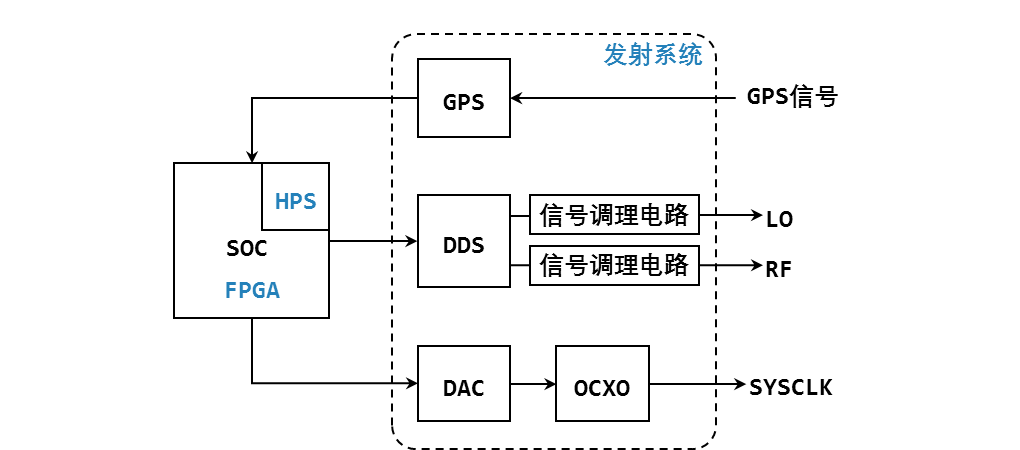 发射系统
GPS
GPS信号
HPS
SOC
FPGA
DDS
信号调理电路
LO
信号调理电路
RF
DAC
OCXO
SYSCLK